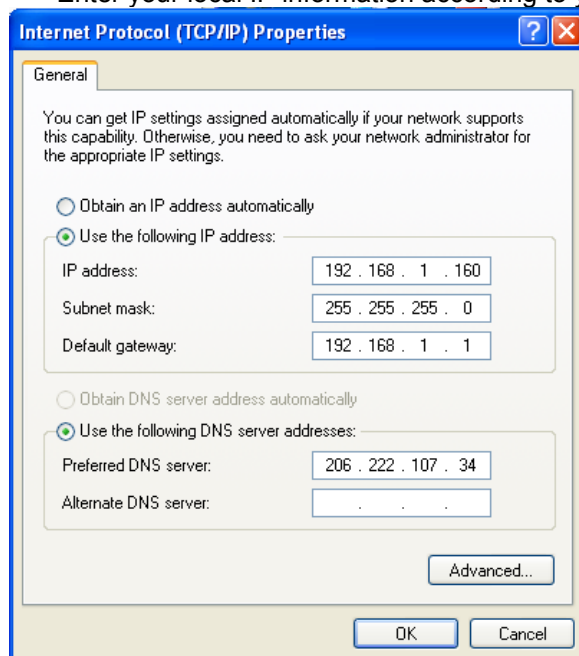 Enter your local IP information according to
Internet Protocol (TCP/IP) Properties
General
You can get IP settings assigned automatically if your network supports
this capability. Otherwise, you need to ask your network administrator for
the appropriate IP settings.
Obtain an IP address automatically
Use the following IP address:
IP address: 192 . 168 . 1 . 160
Subnet mask: 255 . 255 . 255 . 0
Default gateway: 192 . 168 . 1 . 1
Obtain DNS server address automatically
Use the following DNS server addresses:
Preferred DNS server: 206 . 222 . 107 . 34
Alternate DNS server: . . .
Advanced...
OK Cancel